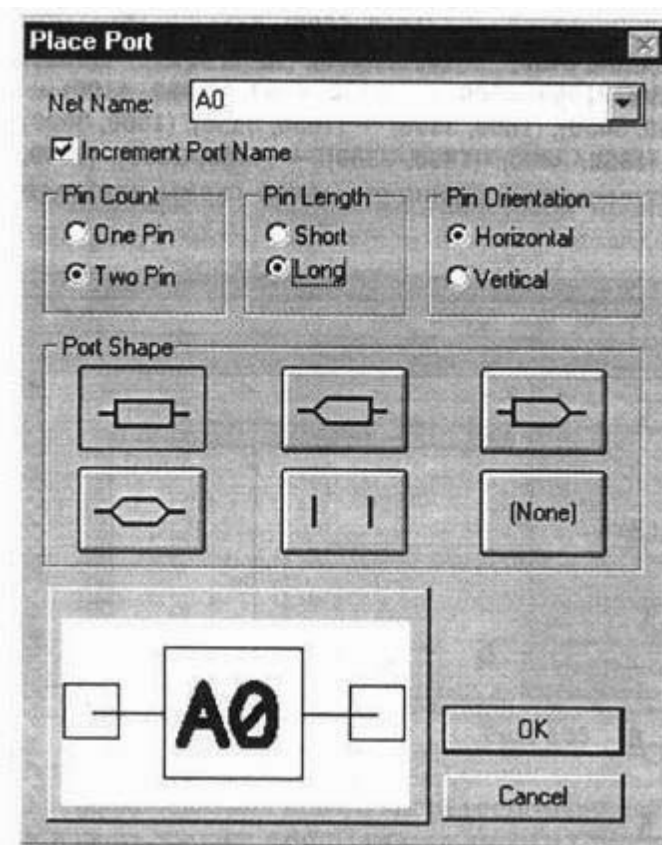 Place Port
Net Name: A0
Increment Port Name
Pin Count
One Pin
Two Pin
Pin Length
Short
Long
Pin Orientation
Horizontal
Vertical
Port Shape
(None)
A0
OK
Cancel